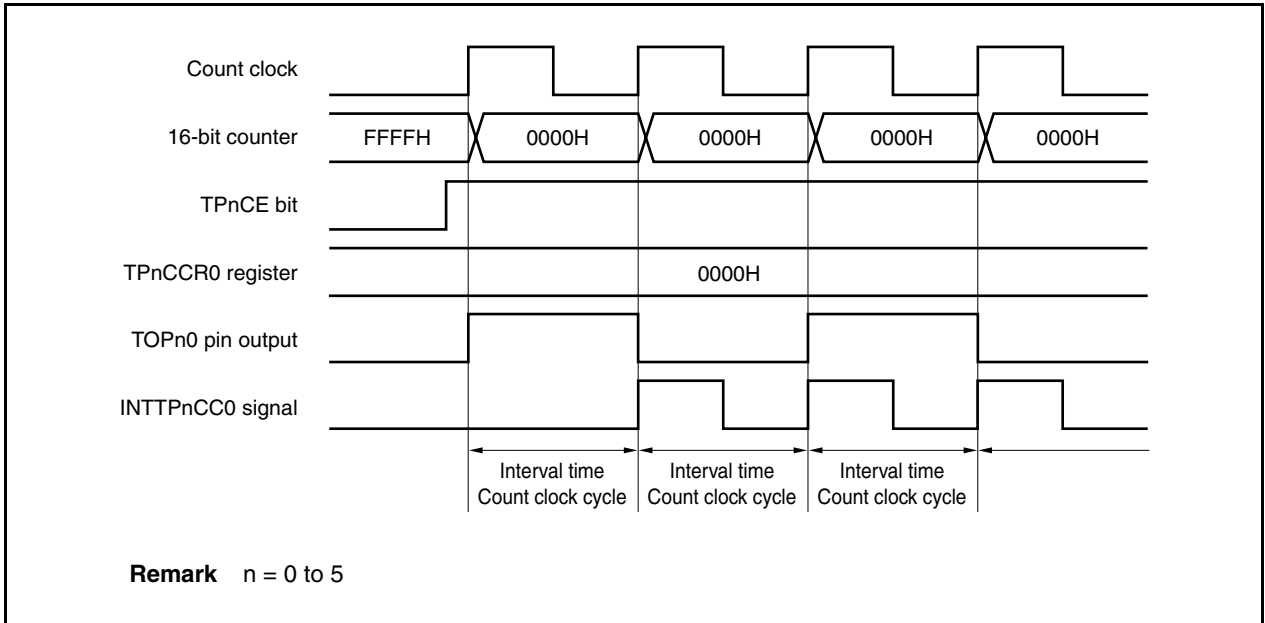 Count clock
16-bit counter FFFFH 0000H 0000H 0000H 0000H
TPnCE bit
TPnCCR0 register 0000H
TOPn0 pin output
INTTPnCC0 signal
Interval time Interval time Interval time
Count clock cycle Count clock cycle Count clock cycle
Remark n = 0 to 5